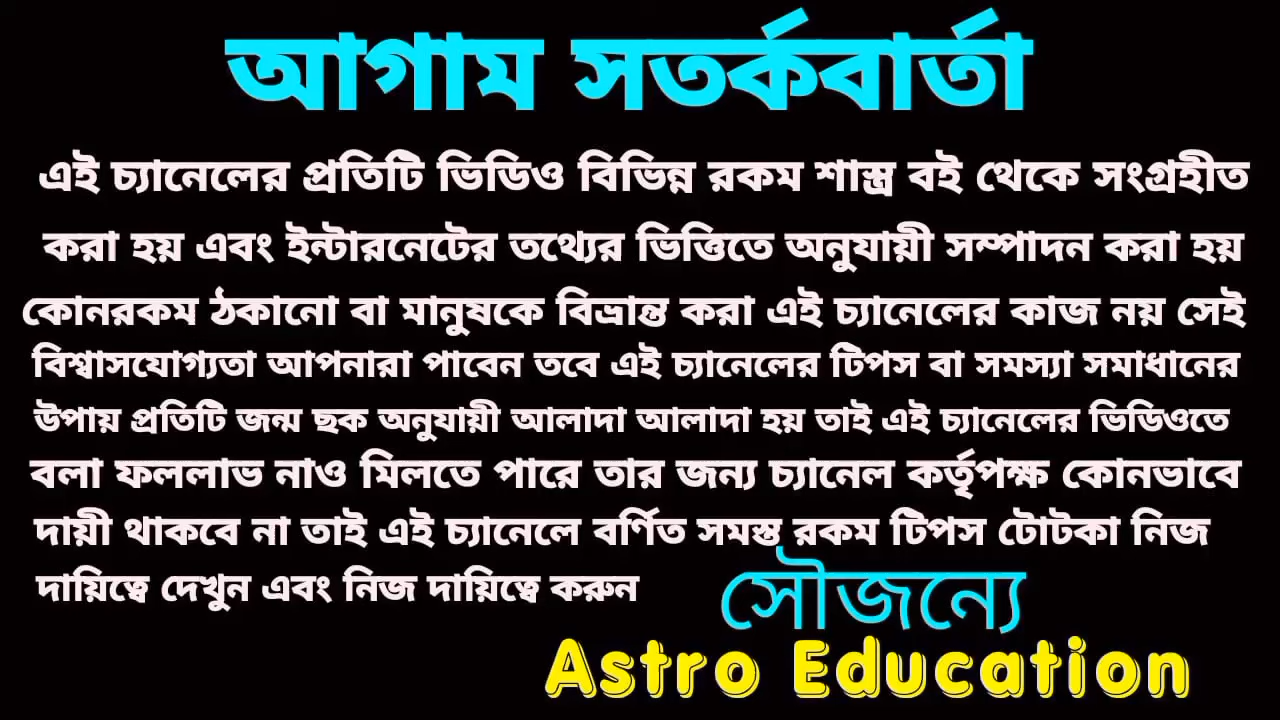 আগাম সতর্কবার্তা
এই চ্যানেলের প্রতিটি ভিডিও বিভিন্ন রকম শাস্ত্র বই থেকে সংগ্রহীত
করা হয় এবং ইন্টারনেটের তথ্যের ভিত্তিতে অনুযায়ী সম্পাদন করা হয়
কোনরকম ঠকানো বা মানুষকে বিভ্রান্ত করা এই চ্যানেলের কাজ নয় সেই
বিশ্বাসযোগ্যতা আপনারা পাবেন তবে এই চ্যানেলের টিপস বা সমস্যা সমাধানের
উপায় প্রতিটি জন্ম ছক অনুযায়ী আলাদা আলাদা হয় তাই এই চ্যানেলের ভিডিওতে
বলা ফললাভ নাও মিলতে পারে তার জন্য চ্যানেল কর্তৃপক্ষ কোনভাবে
দায়ী থাকবে না তাই এই চ্যানেলে বর্ণিত সমস্ত রকম টিপস টোটকা নিজ
দায়িত্বে দেখুন এবং নিজ দায়িত্বে করুন
সৌজন্যে
Astro Education